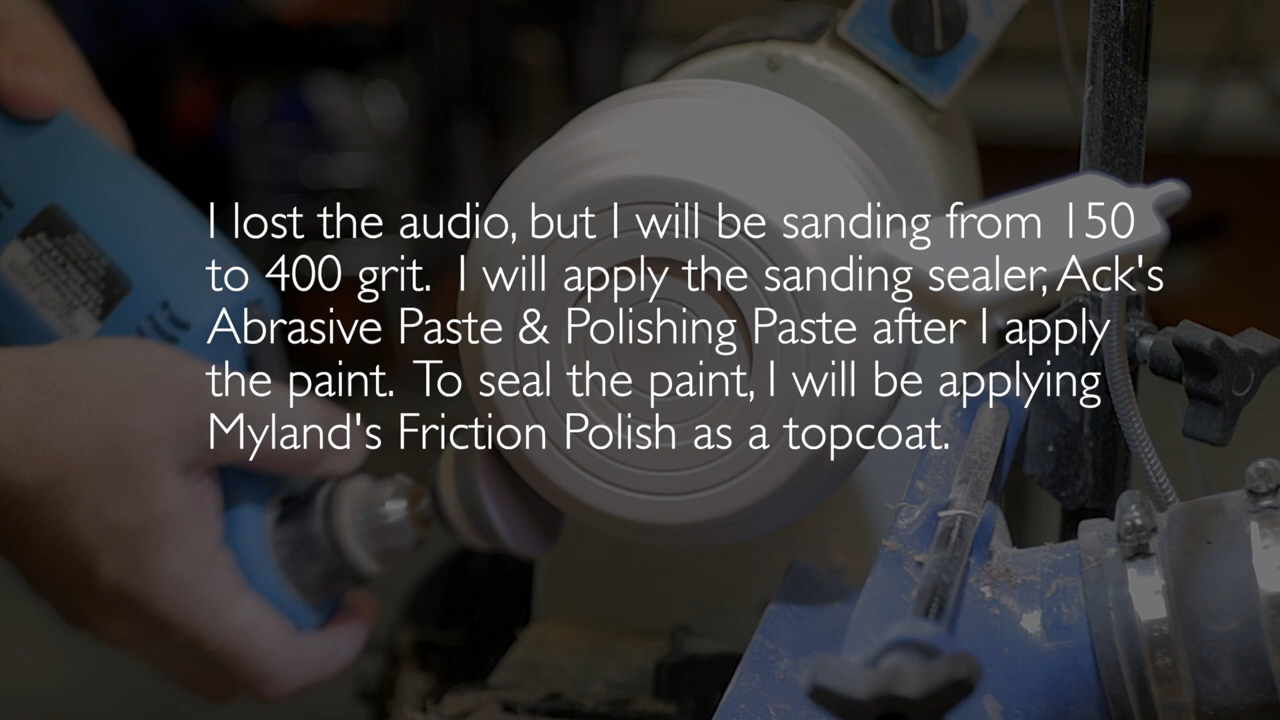 I lost the audio, but I will be sanding from 150
to 400 grit.  I will apply the sanding sealer, Ack's
Abrasive Paste & Polishing Paste after I apply
the paint.  To seal the paint, I will be applying
Myland's Friction Polish as a topcoat.